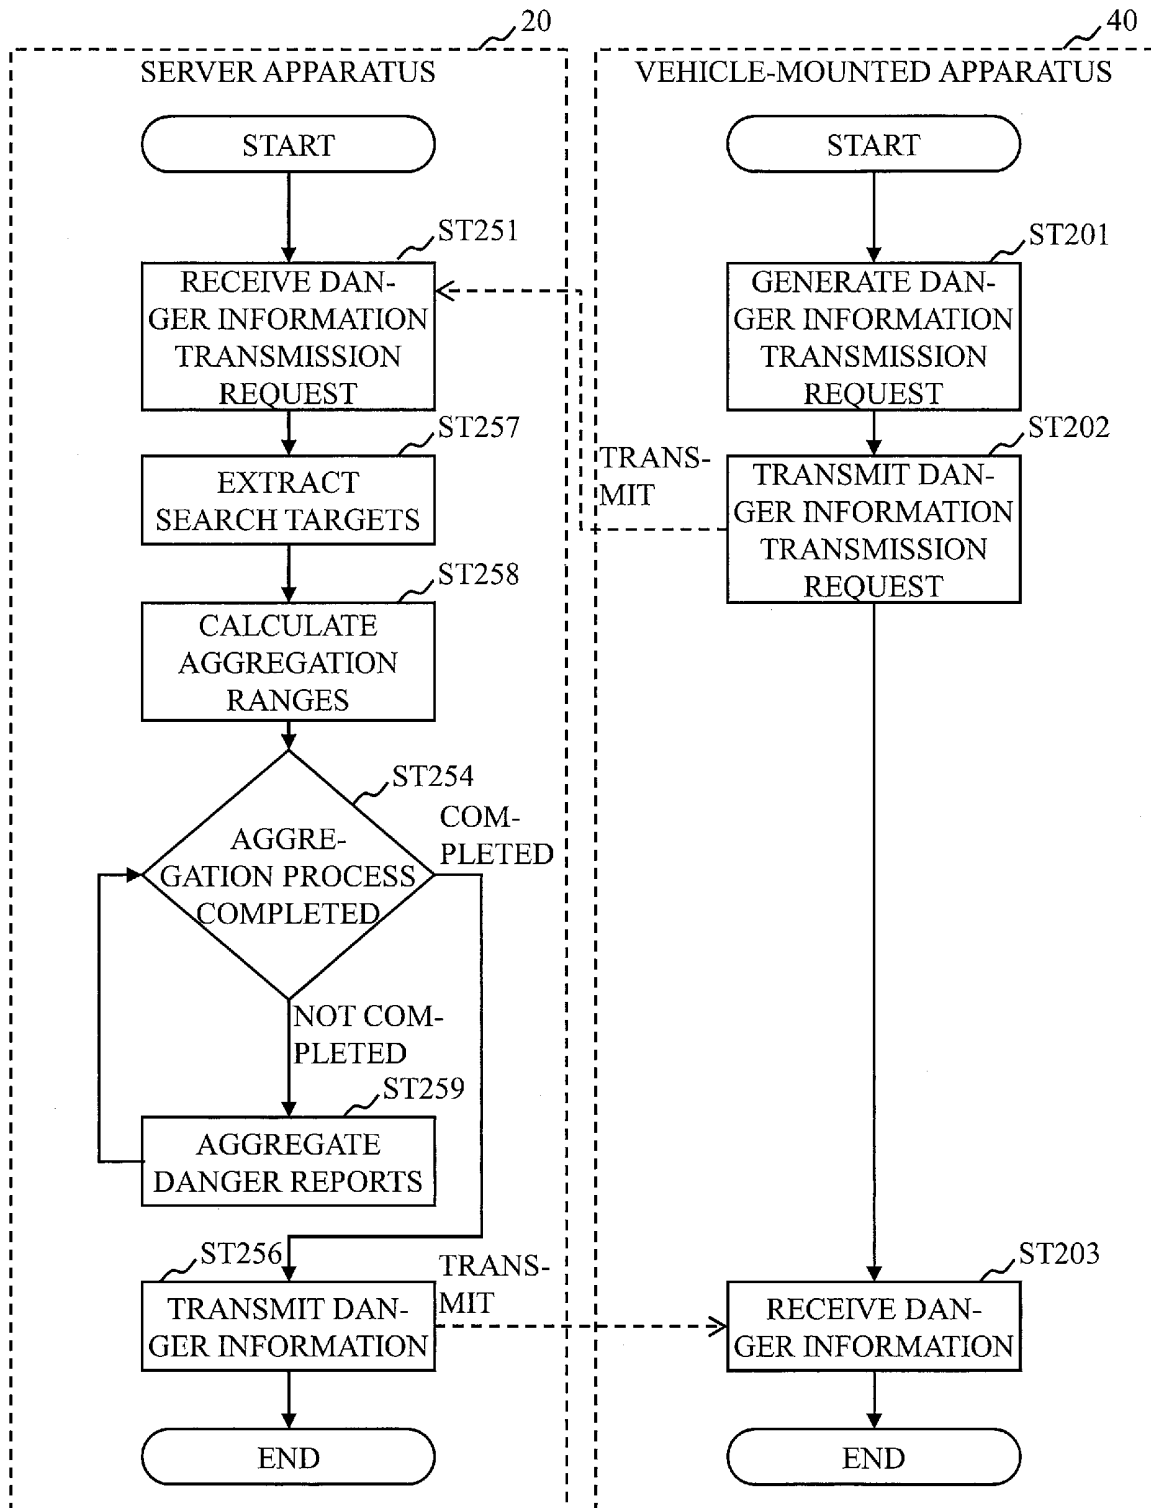 20
SERVER APPARATUS
START
ST251
RECEIVE DAN-
GER INFORMATION
TRANSMISSION
REQUEST
ST257
EXTRACT
SEARCH TARGETS
ST258
CALCULATE
AGGREGATION
RANGES
ST254
AGGRE-
GATION PROCESS
COMPLETED
COM-
PLETED
NOT COM-
PLETED
ST259
AGGREGATE
DANGER REPORTS
ST256
TRANSMIT DAN-
GER INFORMATION
TRANS-
MIT
END
40
VEHICLE-MOUNTED APPARATUS
START
ST201
GENERATE DAN-
GER INFORMATION
TRANSMISSION
REQUEST
ST202
TRANS-
MIT
TRANSMIT DAN-
GER INFORMATION
TRANSMISSION
REQUEST
ST203
RECEIVE DAN-
GER INFORMATION
END